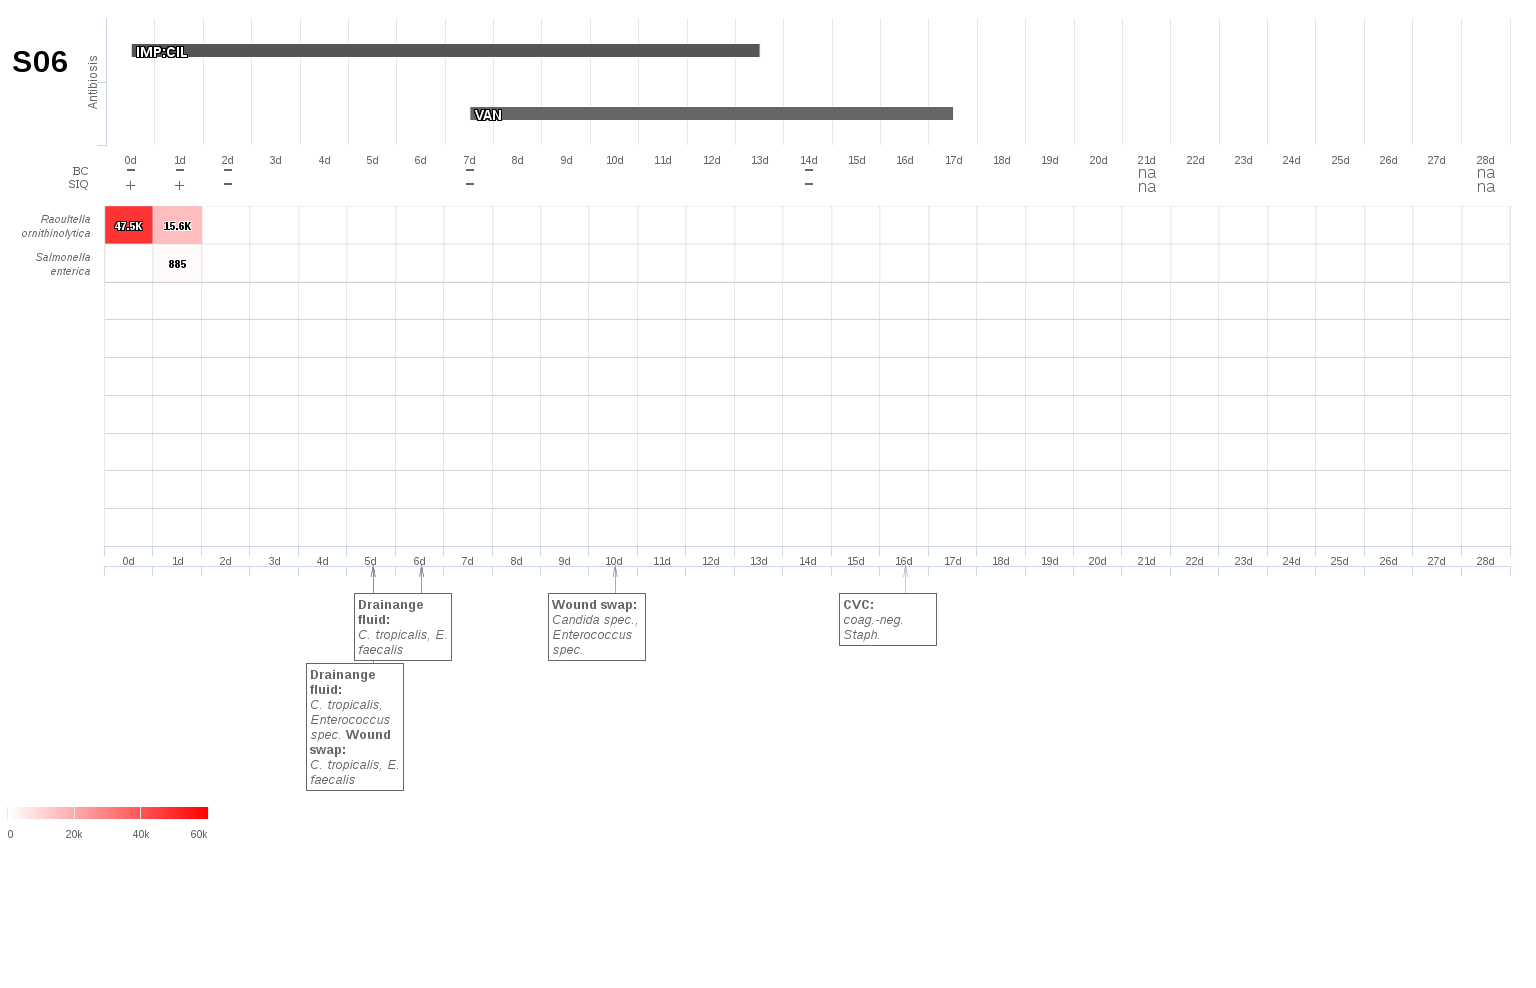 S06
Antibiosis
IMP:CIL
VAN
0d 1d 2d 3d 4d 5d 6d 7d 8d 9d 10d 11d 12d 13d 14d 15d 16d 17d 18d 19d 20d 21d 22d 23d 24d 25d 26d 27d 28d
BC − − − − − na na
SIQ + + − − − na na
Raoultella
ornithinolytica
47.5K 15.6K
Salmonella
enterica
885
0d 1d 2d 3d 4d 5d 6d 7d 8d 9d 10d 11d 12d 13d 14d 15d 16d 17d 18d 19d 20d 21d 22d 23d 24d 25d 26d 27d 28d
Drainange
fluid:
C. tropicalis, E.
faecalis
Wound swap:
Candida spec.,
Enterococcus
spec.
CVC:
coag.-neg.
Staph.
Drainange
fluid:
C. tropicalis,
Enterococcus
spec. Wound
swap:
C. tropicalis, E.
faecalis
0 20k 40k 60k